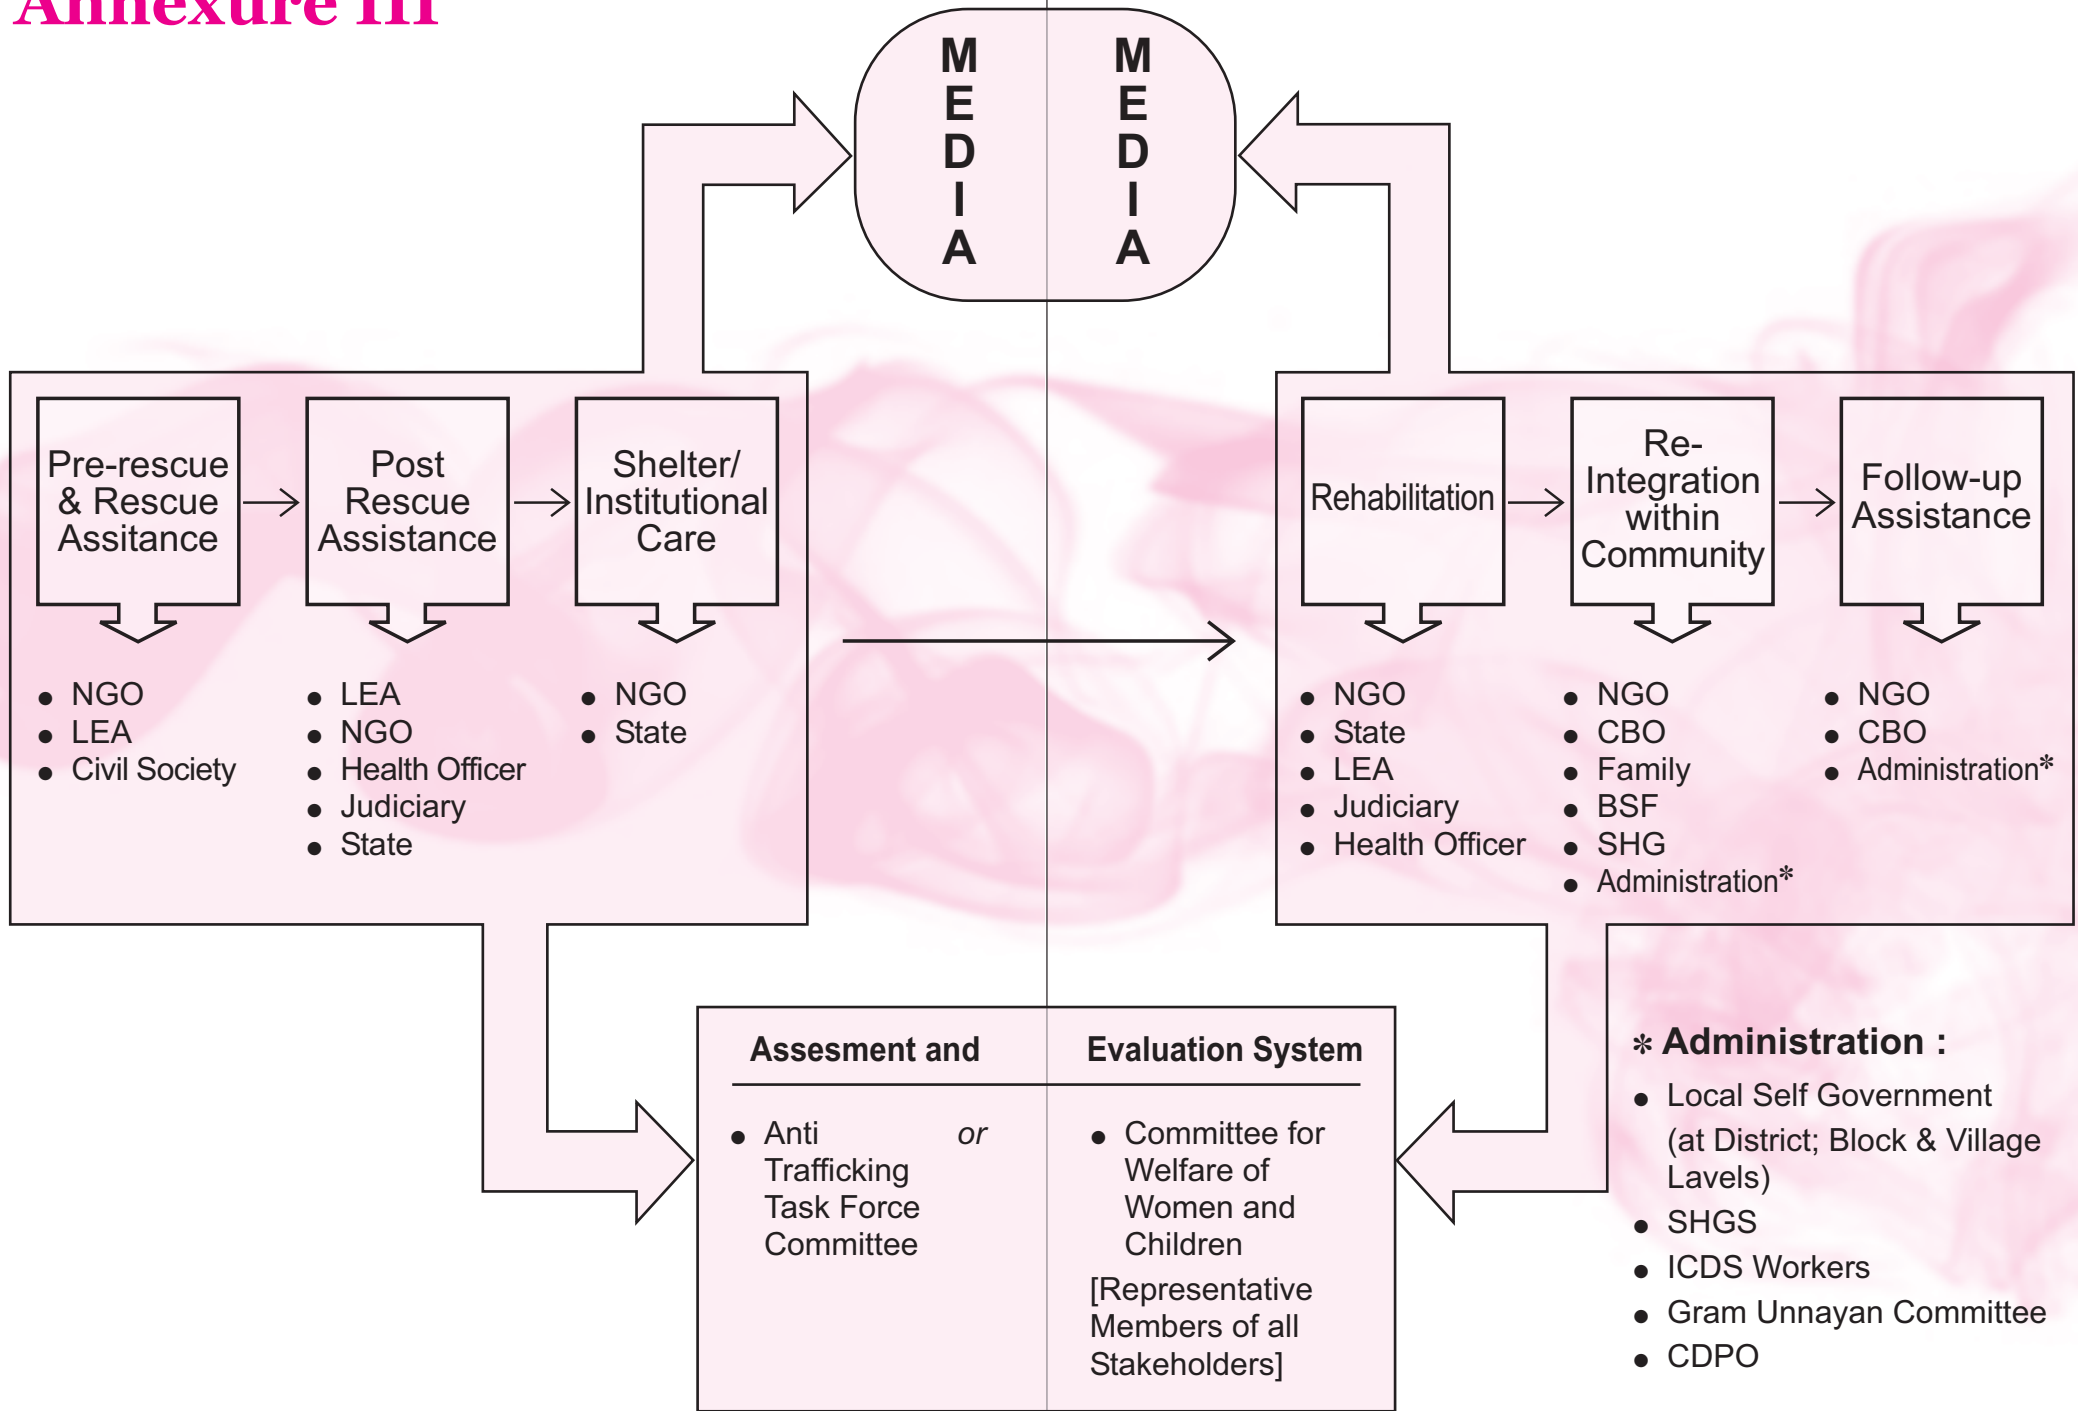 Annexure III
M
E
D
I
A
M
E
D
I
A
Pre-rescue
& Rescue
Assitance
Post
Rescue
Assistance
Shelter/
Institutional
Care
● NGO
● LEA
● Civil Society
● LEA
● NGO
● Health Officer
● Judiciary
● State
● NGO
● State
Rehabilitation
Re-
Integration
within
Community
Follow-up
Assistance
● NGO
● State
● LEA
● Judiciary
● Health Officer
● NGO
● CBO
● Family
● BSF
● SHG
● Administration*
● NGO
● CBO
● Administration*
Assesment and Evaluation System
● Anti or
Trafficking
Task Force
Committee
● Committee for
Welfare of
Women and
Children
[Representative
Members of all
Stakeholders]
* Administration :
● Local Self Government
(at District; Block & Village
Lavels)
● SHGS
● ICDS Workers
● Gram Unnayan Committee
● CDPO